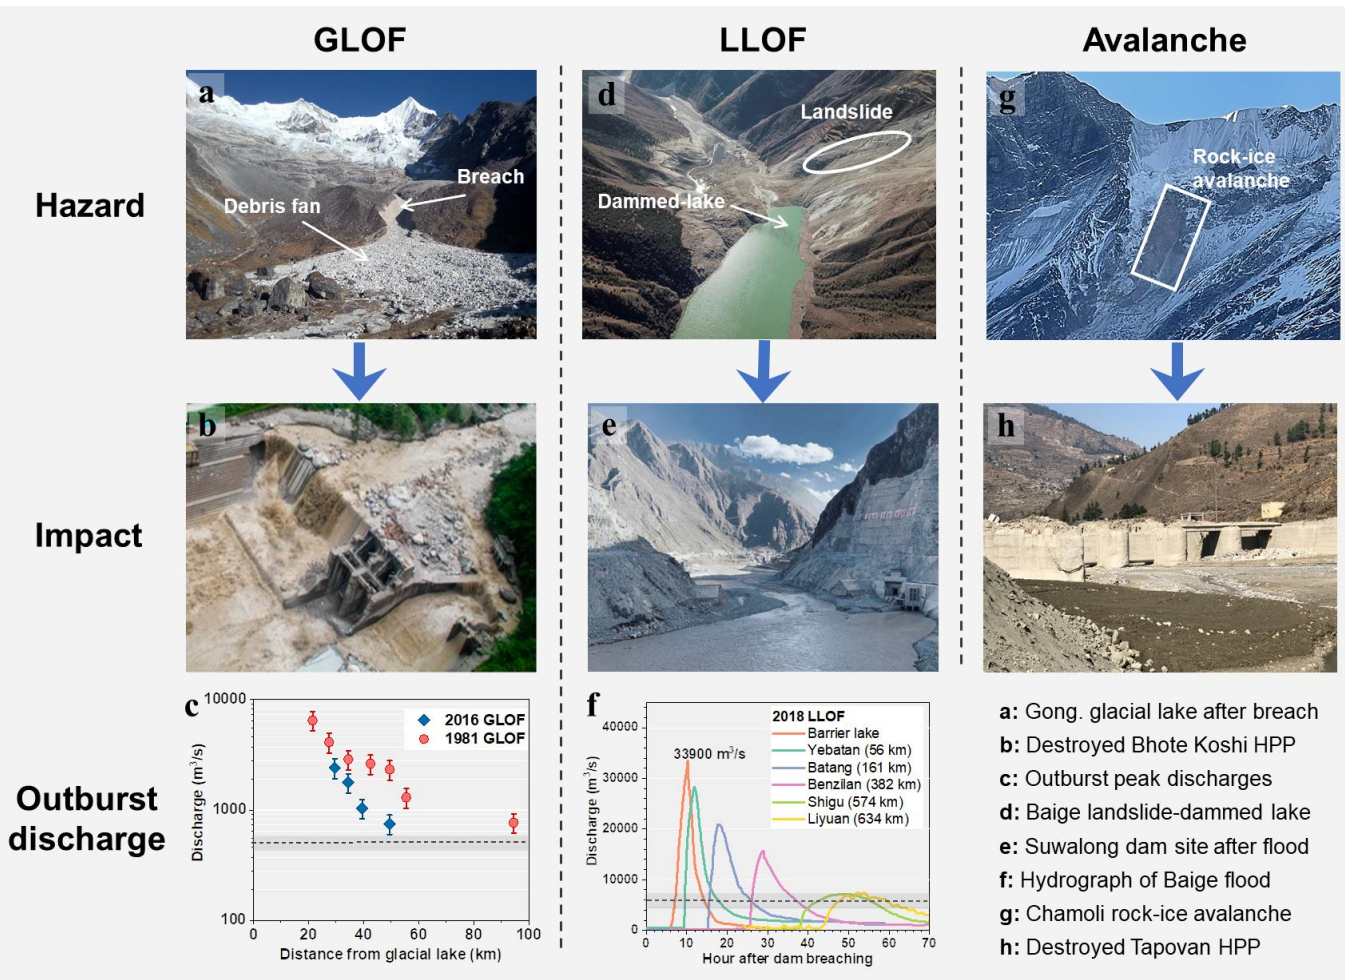 GLOF
LLOF
Avalanche
Hazard
a
Breach
Debris fan
d
Landslide
Dammed-lake
g
Rock-ice
avalanche
Impact
b
e
h
Outburst
discharge
c
Discharge (m³/s)
10000
1000
100
2016 GLOF
1981 GLOF
0
20
40
60
80
100
Distance from glacial lake (km)
f
Discharge (m³/s)
40000
30000
20000
10000
0
33900 m³/s
2018 LLOF
Barrier lake
Yebatan (56 km)
Batang (161 km)
Benzilan (382 km)
Shigu (574 km)
Liyuan (634 km)
0
10
20
30
40
50
60
70
Hour after dam breaching
a: Gong. glacial lake after breach
b: Destroyed Bhote Koshi HPP
c: Outburst peak discharges
d: Baige landslide-dammed lake
e: Suwalong dam site after flood
f: Hydrograph of Baige flood
g: Chamoli rock-ice avalanche
h: Destroyed Tapovan HPP